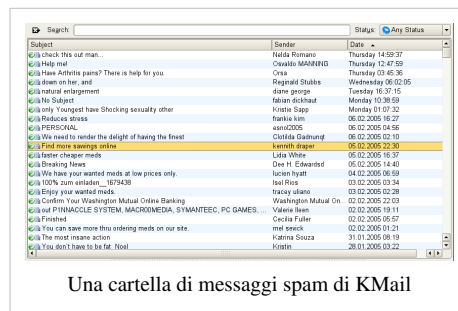 Search: Status: Any Status
Subject Sender Date
check this out man... Nelda Romano Thursday 14:59:37
Help me! Osvaldo MANNING Thursday 12:47:59
Have Arthritis pains? There is help for you. Orsa Thursday 03:45:36
down on her, and Reginald Stubbs Wednesday 06:02:05
natural enlargement diane george Tuesday 16:37:15
No Subject fabian dickhaut Monday 10:38:59
only Youngest have Shocking sexuality other Kristie Sapp Monday 01:07:32
Reduces stress frankie kim 06.02.2005 16:27
PERSONAL esnol2005 06.02.2005 04:56
We need to render the delight of having the finest Clotilda Gadnunqt 06.02.2005 02:10
Find more sawings online kennith draper 05.02.2005 22:30
faster cheaper meds Lidia White 05.02.2005 16:37
Breaking News Dee H. Edwardsd 05.02.2005 14:40
We have your wanted meds at low prices only. lucien hyatt 04.02.2005 06:59
100% zum einladen__1679438 Isel Rios 03.02.2005 03:34
Enjoy your wanted meds. tracey uliano 03.02.2005 02:28
Confirm Your Washington Mutual Online Banking Washington Mutual On... 02.02.2005 22:03
out P1NNACCLE SYSTEM, MACR00MEDIA, SYMANTEEC, PC GAMES, ... Valerie Ileen 02.02.2005 19:11
Finished Cecilia Fuller 02.02.2005 05:57
You can save more thru ordering meds on our site. mel sewick 02.02.2005 01:21
The most insane action Katrina Souza 31.01.2005 08:19
You don't have to be fat Noel Kristin 28.01.2005 03:22
Una cartella di messaggi spam di KMail